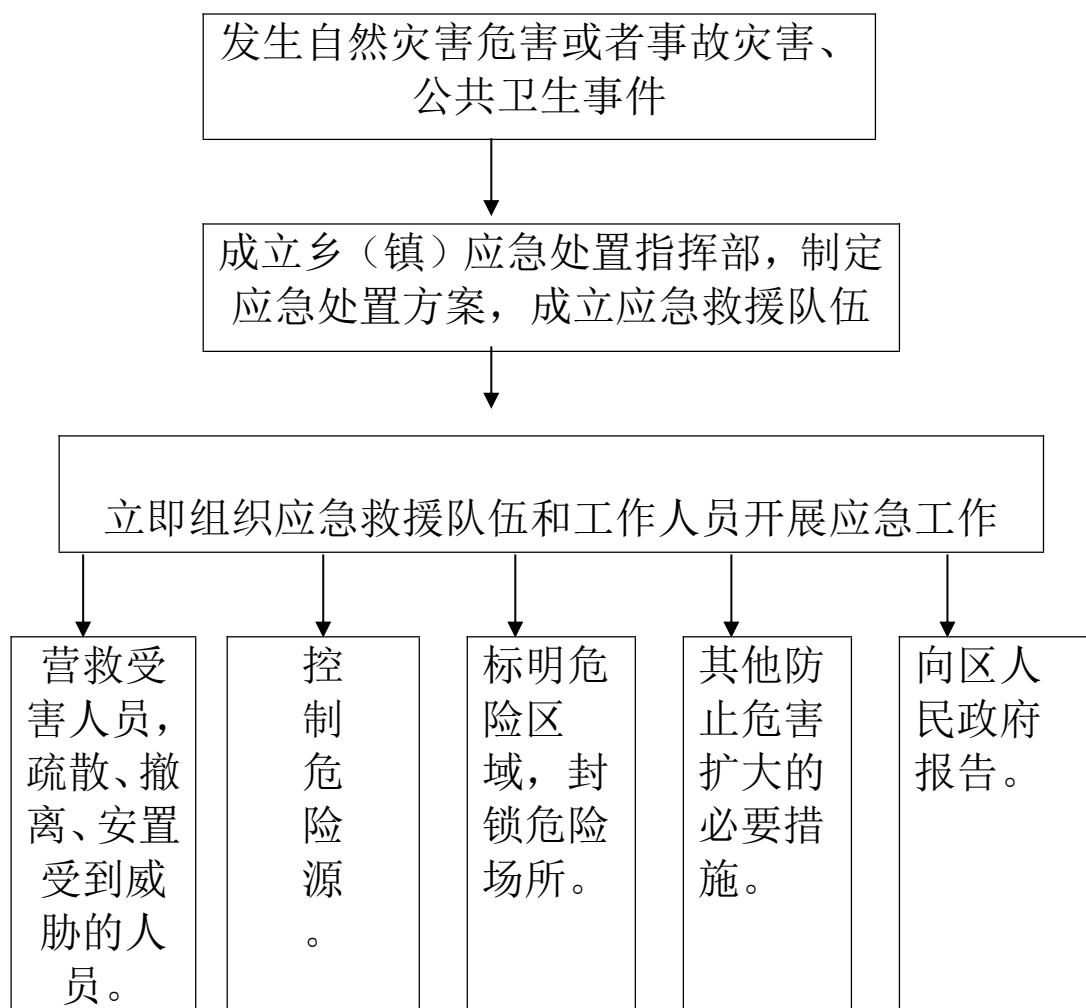 发生自然灾害危害或者事故灾害、
公共卫生事件
成立乡（镇）应急处置指挥部，制定
应急处置方案，成立应急救援队伍
立即组织应急救援队伍和工作人员开展应急工作
营救受
害人员，
疏散、撤
离、安置
受到威
胁的人
员。
控
制
危
险
源
。
标明危
险区
域，封
锁危险
场所。
其他防
止危害
扩大的
必要措
施。
向区人
民政府
报告。